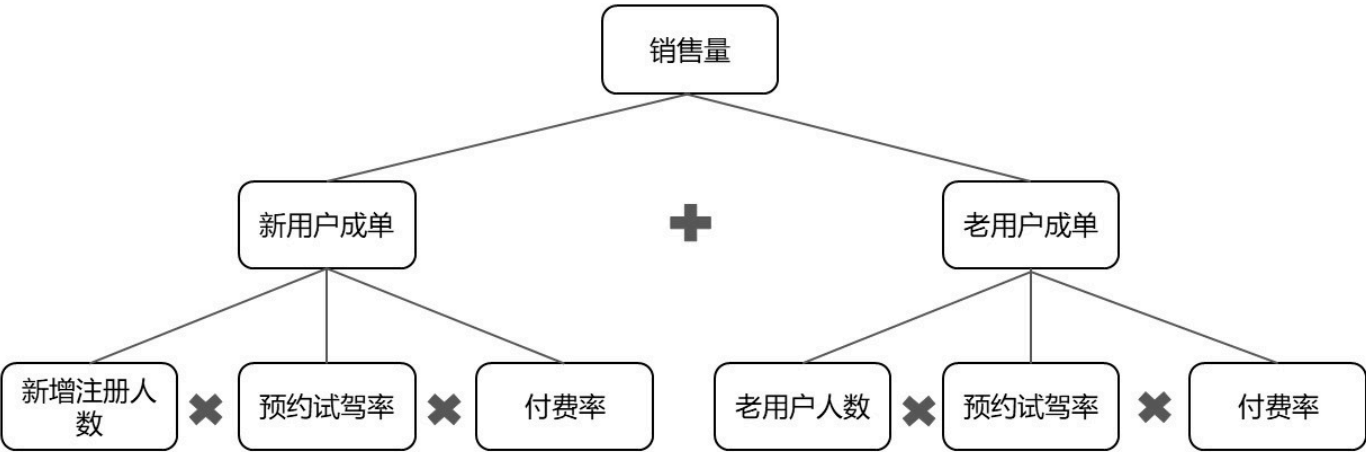 销售量
新用户成单
老用户成单
新增注册人
数
预约试驾率
付费率
老用户人数
预约试驾率
付费率